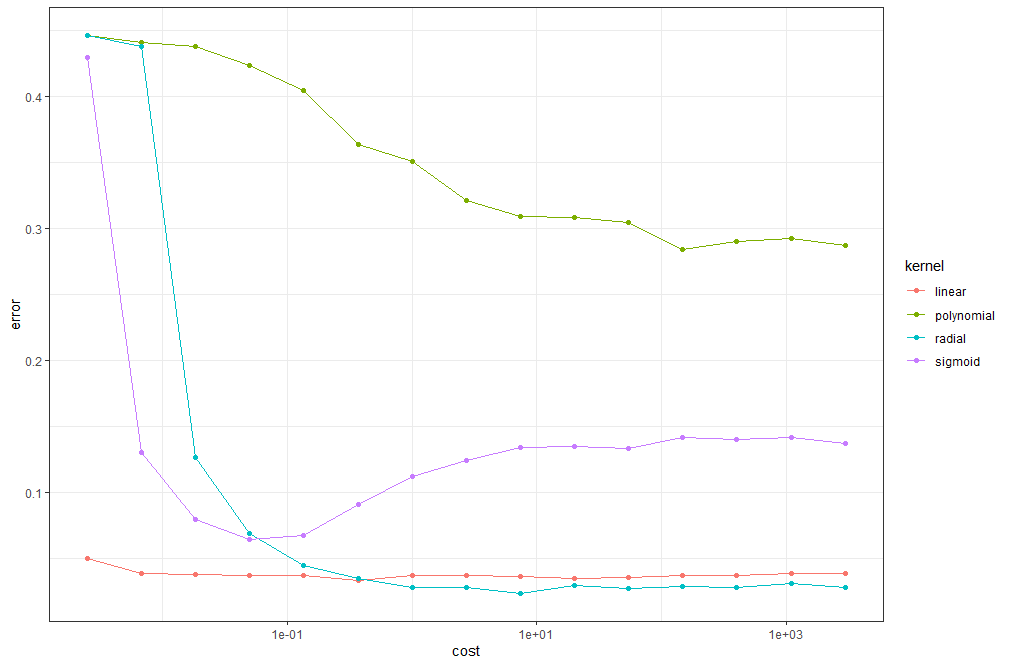 0.4
0.3
0.2
0.1
error
1e-01
1e+01
1e+03
cost
kernel
linear
polynomial
radial
sigmoid